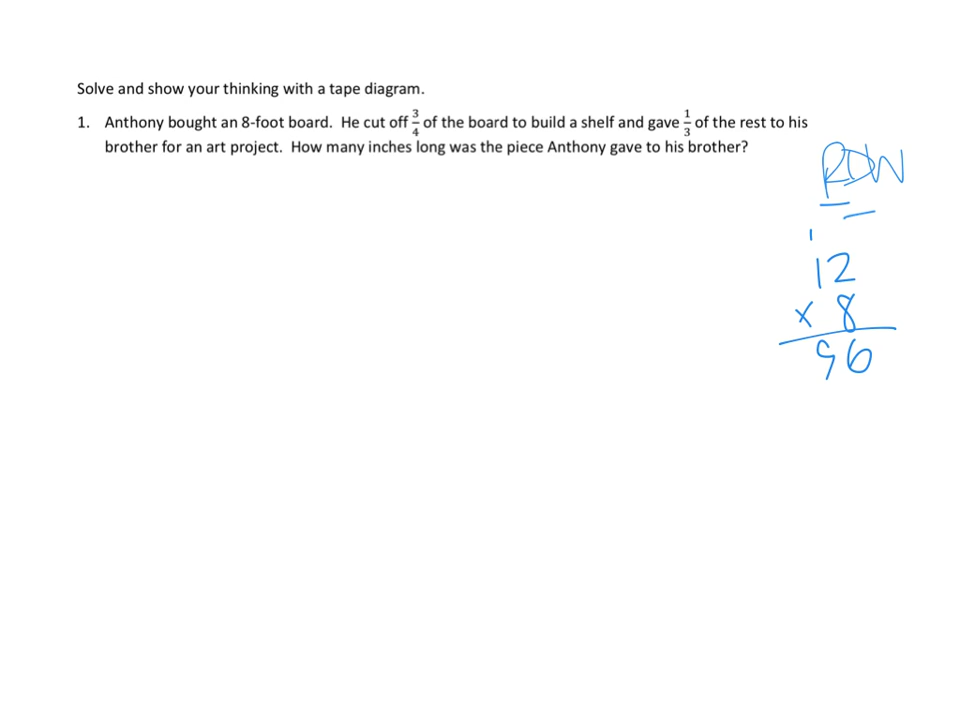 Solve and show your thinking with a tape diagram.
1. Anthony bought an 8-foot board. He cut off 3/4 of the board to build a shelf and gave 1/3 of the rest to his
brother for an art project. How many inches long was the piece Anthony gave to his brother?
RDW
1
12
x 8
96